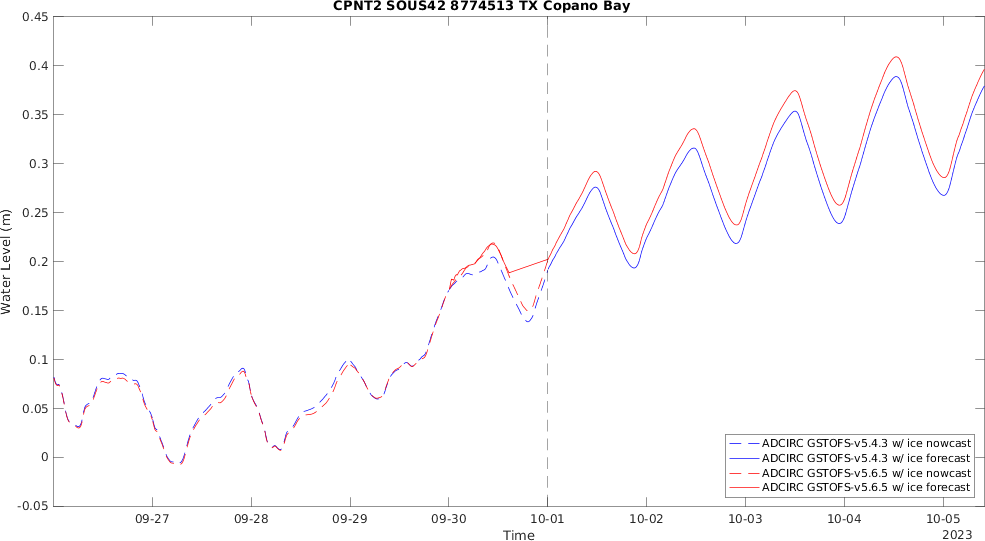 CPNT2 SOUS42 8774513 TX Copano Bay
0.45
0.4
0.35
0.3
0.25
0.2
0.15
0.1
0.05
0
-0.05
Water Level (m)
09-27 09-28 09-29 09-30 10-01 10-02 10-03 10-04 10-05
Time
2023
ADCIRC GSTOFS-v5.4.3 w/ ice nowcast
ADCIRC GSTOFS-v5.4.3 w/ ice forecast
ADCIRC GSTOFS-v5.6.5 w/ ice nowcast
ADCIRC GSTOFS-v5.6.5 w/ ice forecast